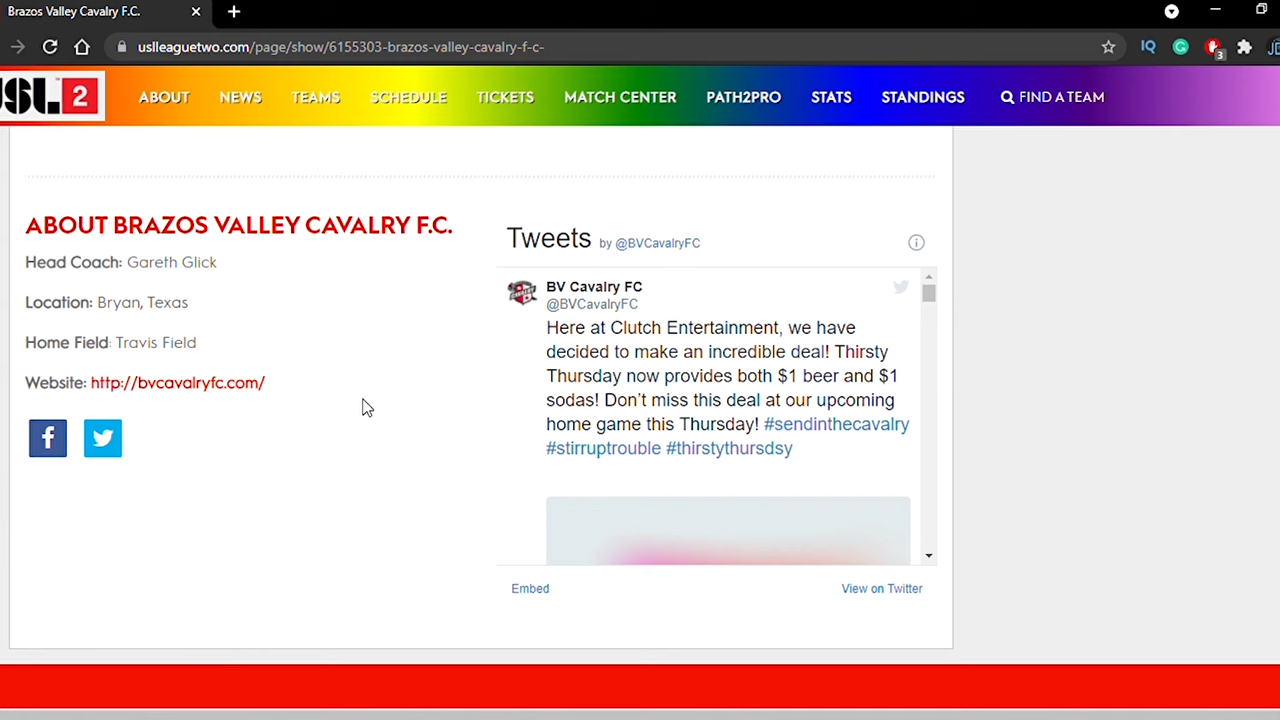 Brazos Valley Cavalry F.C.
uslleaguetwo.com/page/show/6155303-brazos-valley-cavalry-f-c-
IQ
3
USL 2
ABOUT NEWS TEAMS SCHEDULE TICKETS MATCH CENTER PATH2PRO STATS STANDINGS FIND A TEAM
ABOUT BRAZOS VALLEY CAVALRY F.C.
Head Coach: Gareth Glick
Location: Bryan, Texas
Home Field: Travis Field
Website: http://bvcavalryfc.com/
Tweets by @BVCavalryFC
BV Cavalry FC
@BVCavalryFC
Here at Clutch Entertainment, we have
decided to make an incredible deal! Thirsty
Thursday now provides both $1 beer and $1
sodas! Don’t miss this deal at our upcoming
home game this Thursday! #sendinthecavalry
#stirruptrouble #thirstythursdsy
Embed
View on Twitter